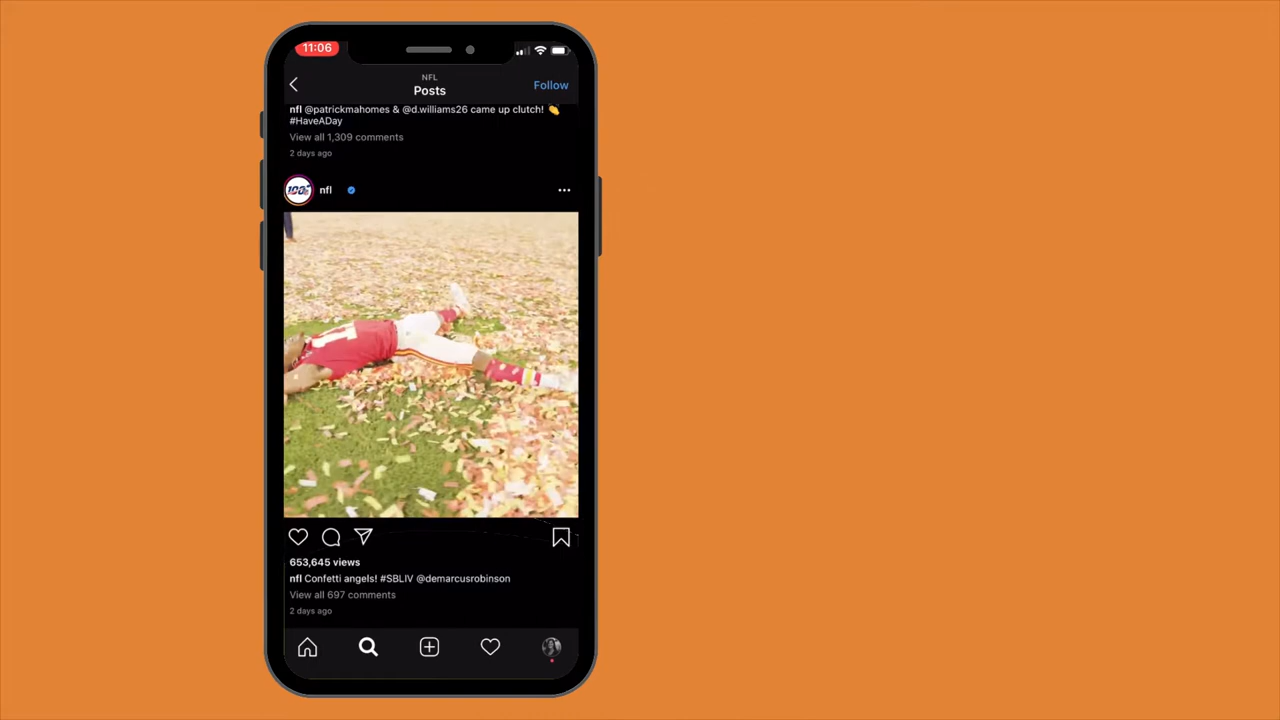 11:06
NFL
Posts
Follow
nfl @patrickmahomes & @d.williams26 came up clutch! 👏
#HaveADay
View all 1,309 comments
2 days ago
100
nfl
653,645 views
nfl Confetti angels! #SBLIV @demarcusrobinson
View all 697 comments
2 days ago